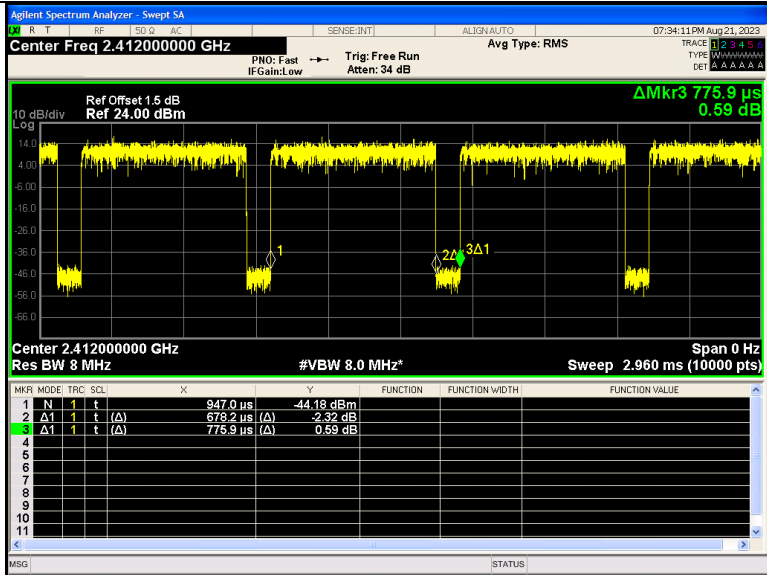 Agilent Spectrum Analyzer - Swept SA
LXI R T RF 50 Ω AC SENSE:INT ALIGN AUTO 07:34:11 PM Aug 21, 2023
Center Freq 2.412000000 GHz Avg Type: RMS TRACE 1 2 3 4 5 6
PNO: Fast Trig: Free Run TYPE WWWWWW
IFGain:Low Atten: 34 dB DET A A A A A A
ΔMkr3 775.9 µs
0.59 dB
Ref Offset 1.5 dB
10 dB/div Ref 24.00 dBm
Log
14.0
4.00
-6.00
-16.0
-26.0
-36.0
-46.0
-56.0
-66.0
1
2Δ
3Δ1
Center 2.412000000 GHz Span 0 Hz
Res BW 8 MHz #VBW 8.0 MHz* Sweep 2.960 ms (10000 pts)
MKR MODE TRC SCL X Y FUNCTION FUNCTION WIDTH FUNCTION VALUE
1 N 1 t 947.0 µs -44.18 dBm
2 Δ1 1 t (Δ) 678.2 µs (Δ) -2.32 dB
3 Δ1 1 t (Δ) 775.9 µs (Δ) 0.59 dB
4
5
6
7
8
9
10
11
MSG STATUS